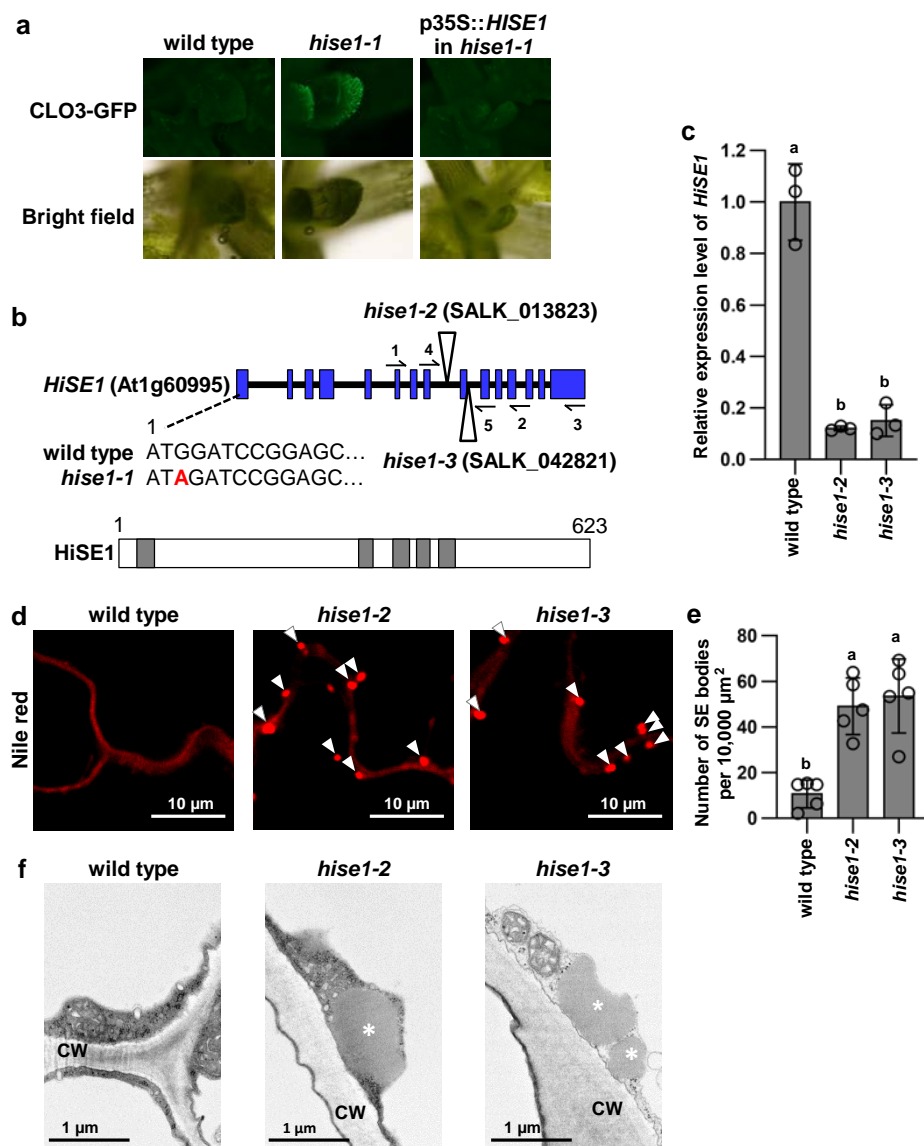 a
wild type
hise1-1
p35S::HISE1
in hise1-1
CLO3-GFP
Bright field
b
hise1-2 (SALK_013823)
1
4
HiSE1 (At1g60995)
5
2
3
1
wild type ATGGATCCGGAGC…
hise1-1 ATAGATCCGGAGC…
hise1-3 (SALK_042821)
1
623
HiSE1
c
Relative expression level of HiSE1
1.2
1.0
0.8
0.6
0.4
0.2
0.0
a
b
b
wild type
hise1-2
hise1-3
d
wild type
hise1-2
hise1-3
Nile red
10 µm
10 µm
10 µm
e
Number of SE bodies
per 10,000 µm²
80
60
40
20
0
b
a
a
wild type
hise1-2
hise1-3
f
wild type
hise1-2
hise1-3
CW
1 µm
*
CW
1 µm
*
*
CW
1 µm